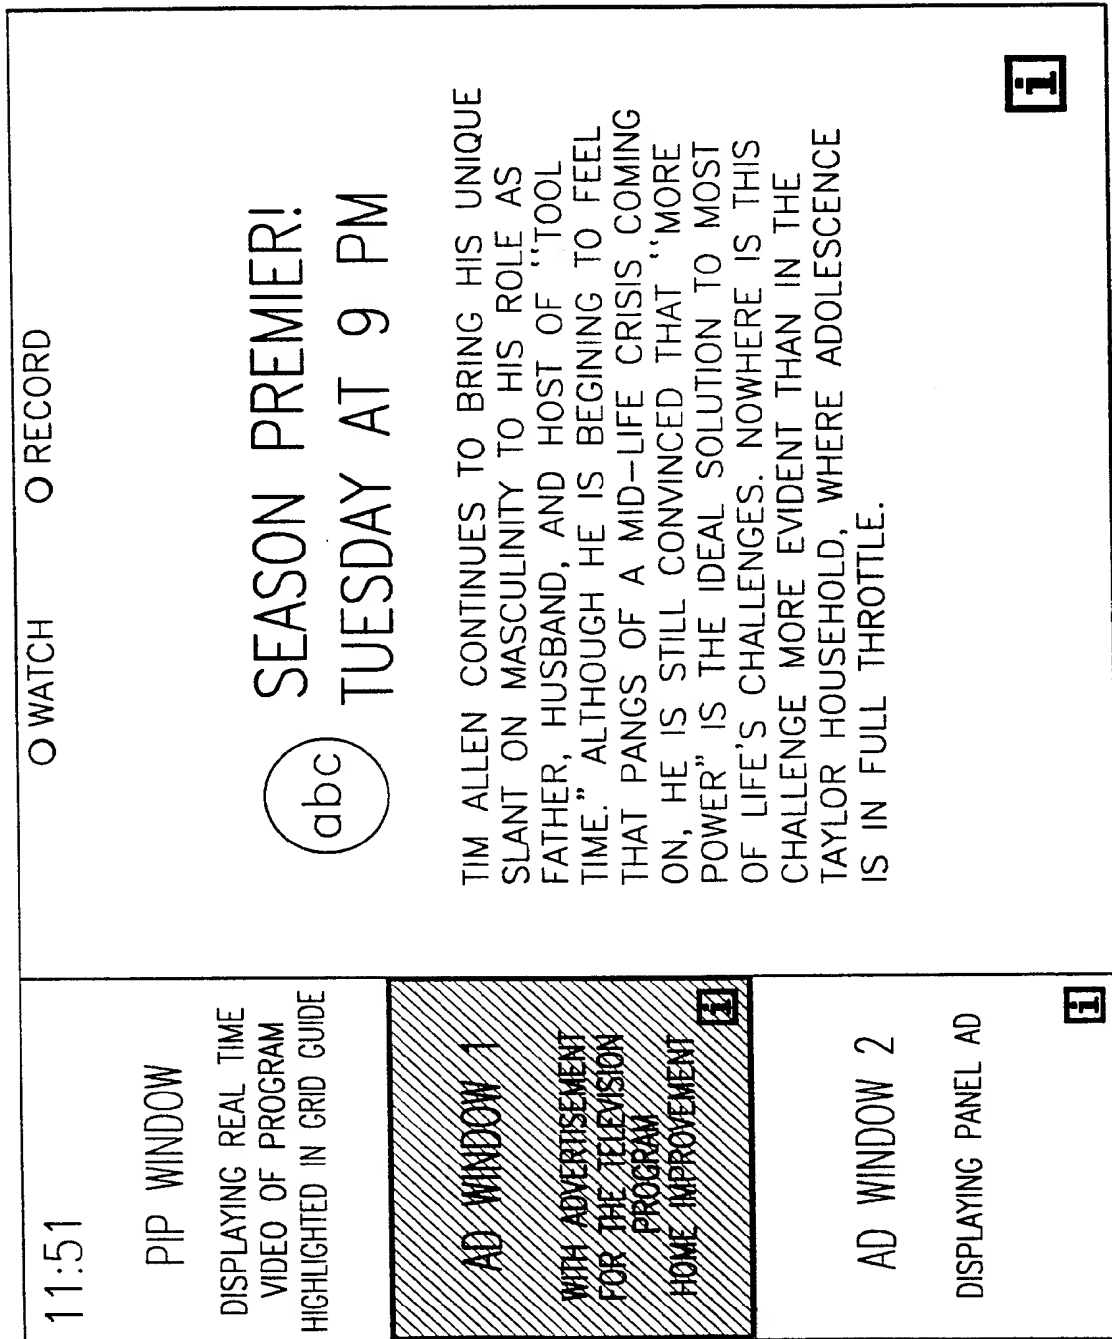 11:51
PIP WINDOW
DISPLAYING REAL TIME
VIDEO OF PROGRAM
HIGHLIGHTED IN GRID GUIDE
AD WINDOW 1
WITH ADVERTISEMENT
FOR THE TELEVISION
PROGRAM
HOME IMPROVEMENT
i
AD WINDOW 2
DISPLAYING PANEL AD
i
O WATCH O RECORD
abc
SEASON PREMIER!
TUESDAY AT 9 PM
TIM ALLEN CONTINUES TO BRING HIS UNIQUE
SLANT ON MASCULINITY TO HIS ROLE AS
FATHER, HUSBAND, AND HOST OF ``TOOL
TIME.” ALTHOUGH HE IS BEGINING TO FEEL
THAT PANGS OF A MID–LIFE CRISIS COMING
ON, HE IS STILL CONVINCED THAT ``MORE
POWER” IS THE IDEAL SOLUTION TO MOST
OF LIFE'S CHALLENGES. NOWHERE IS THIS
CHALLENGE MORE EVIDENT THAN IN THE
TAYLOR HOUSEHOLD, WHERE ADOLESCENCE
IS IN FULL THROTTLE.
i